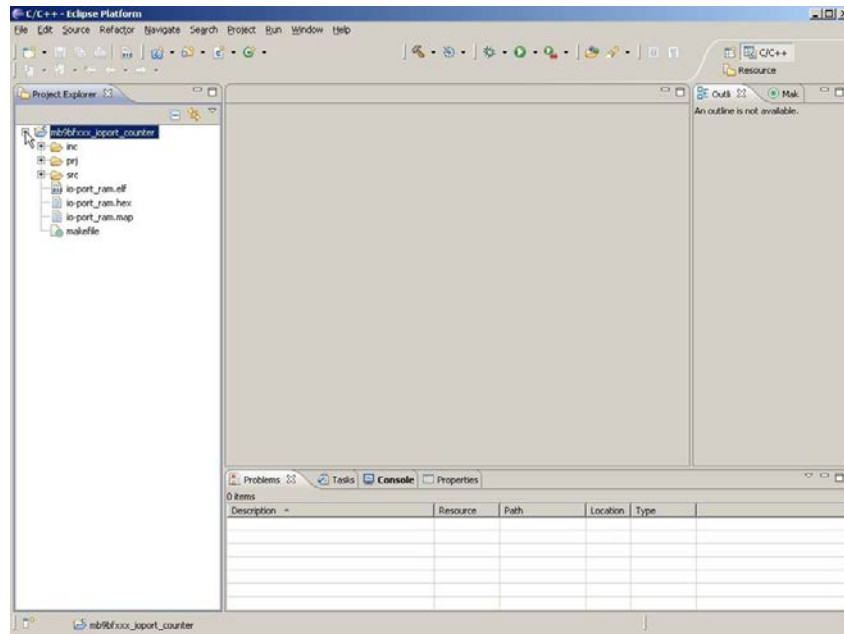 C/C++ - Eclipse Platform
File Edit Source Refactor Navigate Search Project Run Window Help
C/C++
Resource
Project Explorer
Outli
Mak
An outline is not available.
mb9bfxxx_ioport_counter
inc
prj
src
io-port_ram.elf
io-port_ram.hex
io-port_ram.map
makefile
Problems Tasks Console Properties
0 items
Description Resource Path Location Type
mb9bfxxx_ioport_counter